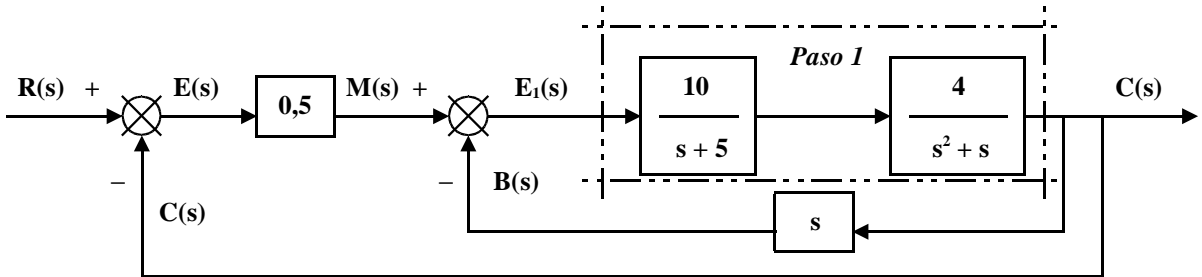 Paso 1
R(s) +
E(s)
0,5
M(s) +
E₁(s)
10
s + 5
4
s² + s
C(s)
–
C(s)
–
B(s)
s